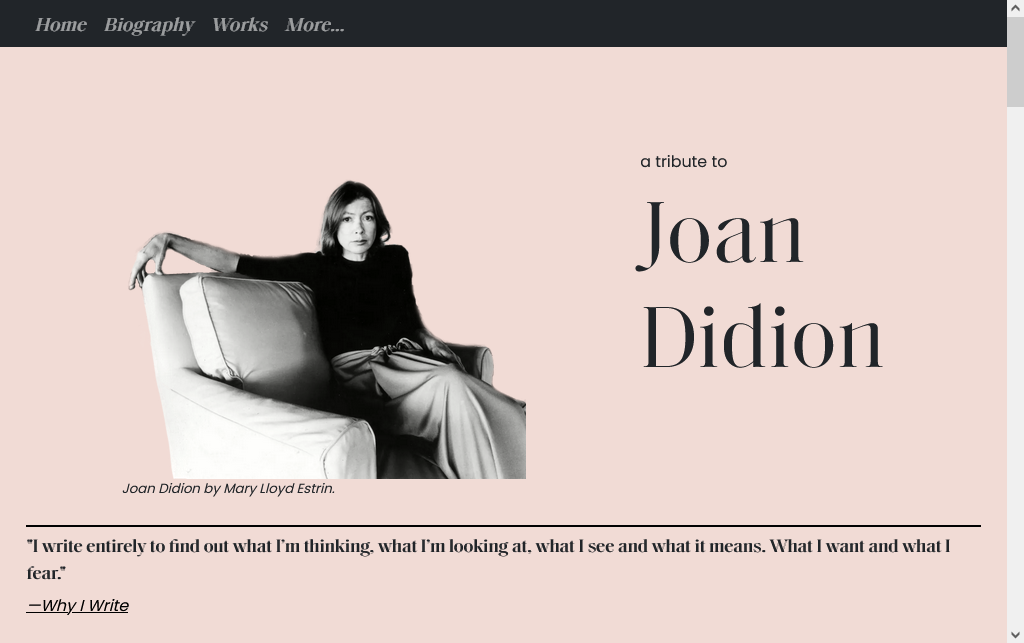 Home Biography Works More...
a tribute to
Joan
Didion
Joan Didion by Mary Lloyd Estrin.
"I write entirely to find out what I'm thinking, what I'm looking at, what I see and what it means. What I want and what I
fear."
—Why I Write